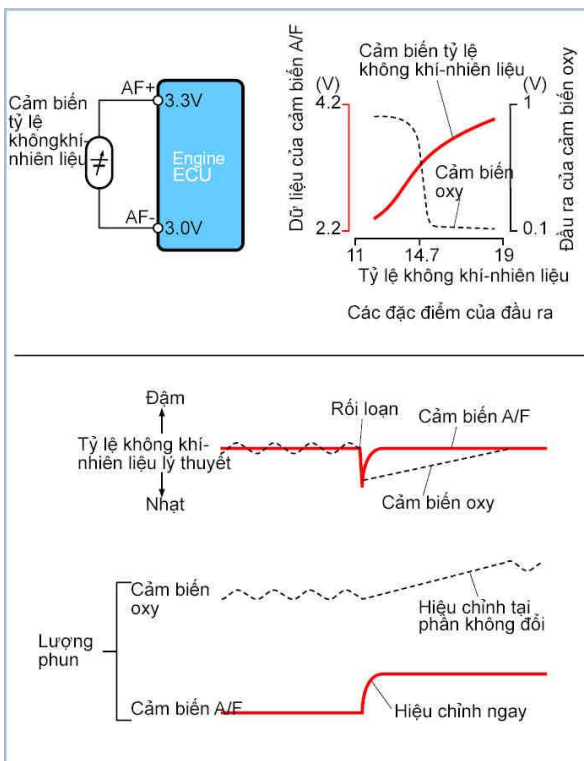 AF+
3.3V
Cảm biến
tỷ lệ
khôngkhí-
nhiên liệu
Engine
ECU
AF-
3.0V
Dữ liệu của cảm biến A/F
(V)
4.2
2.2
Cảm biến tỷ lệ
không khí-nhiên liệu
Cảm biến
oxy
(V)
1
0.1
Đầu ra của cảm biến oxy
11
14.7
19
Tỷ lệ không khí-nhiên liệu
Các đặc điểm của đầu ra
Đậm
Tỷ lệ không khí-
nhiên liệu lý thuyết
Nhạt
Rối loạn
Cảm biến A/F
Cảm biến oxy
Lượng
phun
Cảm biến
oxy
Hiệu chỉnh tại
phần không đổi
Cảm biến A/F
Hiệu chỉnh ngay